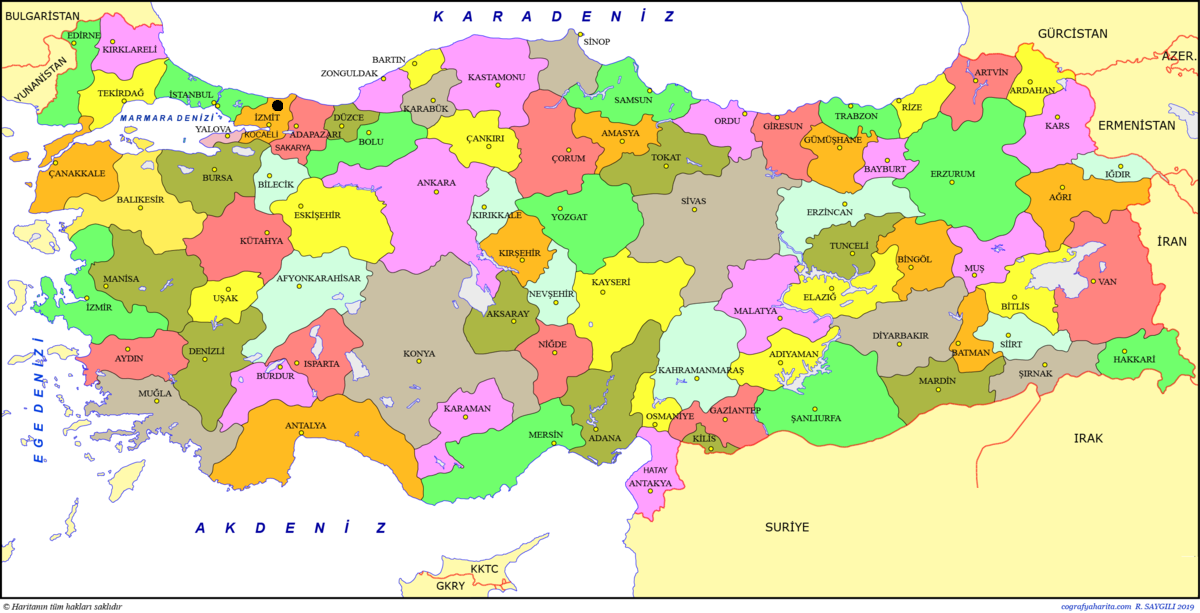 BULGARİSTAN
K A R A D E N İ Z
EDİRNE
KIRKLARELİ
SİNOP
GÜRCİSTAN
BARTIN
AZER.
YUNANİSTAN
ZONGULDAK
KASTAMONU
ARTVİN
TEKİRDAĞ
İSTANBUL
SAMSUN
ARDAHAN
KARABÜK
RİZE
MARMARA DENİZİ
İZMİT
DÜZCE
ORDU
GİRESUN
TRABZON
KARS
ERMENİSTAN
YALOVA
KOCAELİ
ADAPAZARI
BOLU
ÇANKIRI
AMASYA
GÜMÜŞHANE
SAKARYA
ÇORUM
TOKAT
BAYBURT
ÇANAKKALE
BURSA
BİLECİK
ANKARA
ERZURUM
IĞDIR
BALIKESİR
ESKİŞEHİR
KIRIKKALE
YOZGAT
SİVAS
ERZİNCAN
AĞRI
KÜTAHYA
KIRŞEHİR
TUNCELİ
BİNGÖL
İRAN
MANİSA
AFYONKARAHİSAR
MUŞ
UŞAK
NEVŞEHİR
KAYSERİ
ELAZIĞ
VAN
İZMİR
AKSARAY
MALATYA
BİTLİS
DİYARBAKIR
AYDIN
DENİZLİ
KONYA
NİĞDE
ADIYAMAN
BATMAN
SİİRT
HAKKARİ
BURDUR
ISPARTA
KAHRAMANMARAŞ
MARDİN
ŞIRNAK
EGE DENİZİ
MUĞLA
KARAMAN
OSMANİYE
GAZİANTEP
ŞANLIURFA
ANTALYA
MERSİN
ADANA
KİLİS
IRAK
HATAY
ANTAKYA
A K D E N İ Z
SURİYE
KKTC
GKRY
© Haritanın tüm hakları saklıdır
cografyaharita.com R. SAYGILI 2019